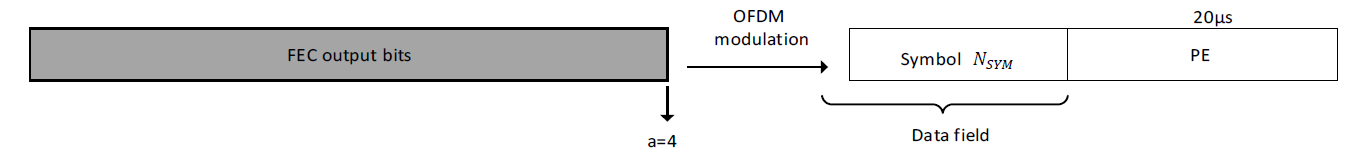 FEC output bits
a=4
OFDM
modulation
Symbol N_SYM
20µs
PE
Data field